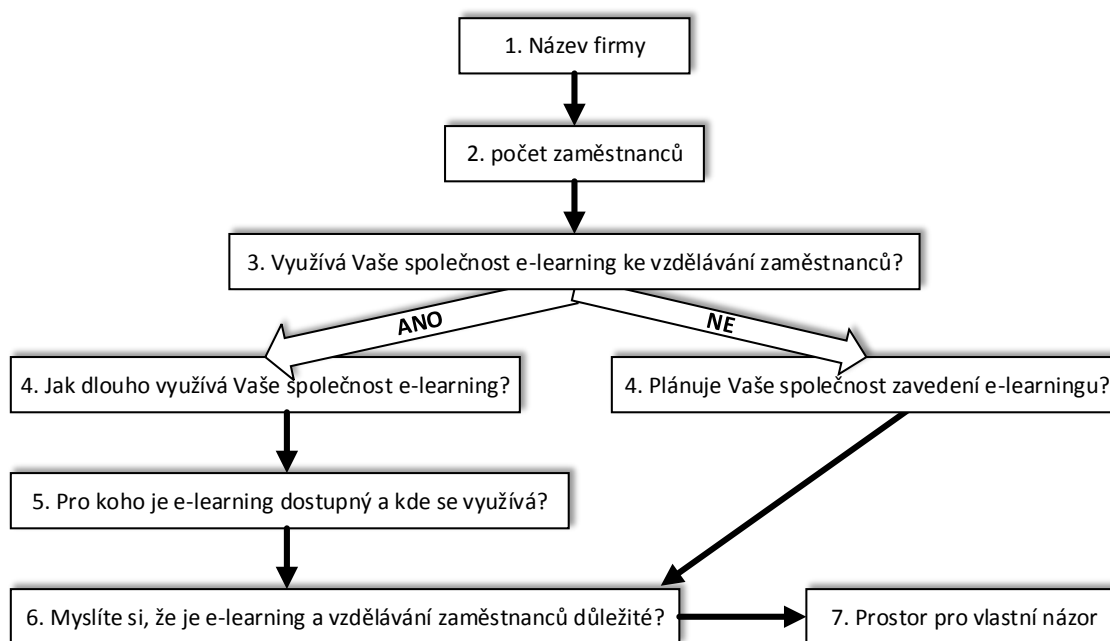 1. Název firmy
2. počet zaměstnanců
3. Využívá Vaše společnost e-learning ke vzdělávání zaměstnanců?
ANO
NE
4. Jak dlouho využívá Vaše společnost e-learning?
4. Plánuje Vaše společnost zavedení e-learningu?
5. Pro koho je e-learning dostupný a kde se využívá?
6. Myslíte si, že je e-learning a vzdělávání zaměstnanců důležité?
7. Prostor pro vlastní názor